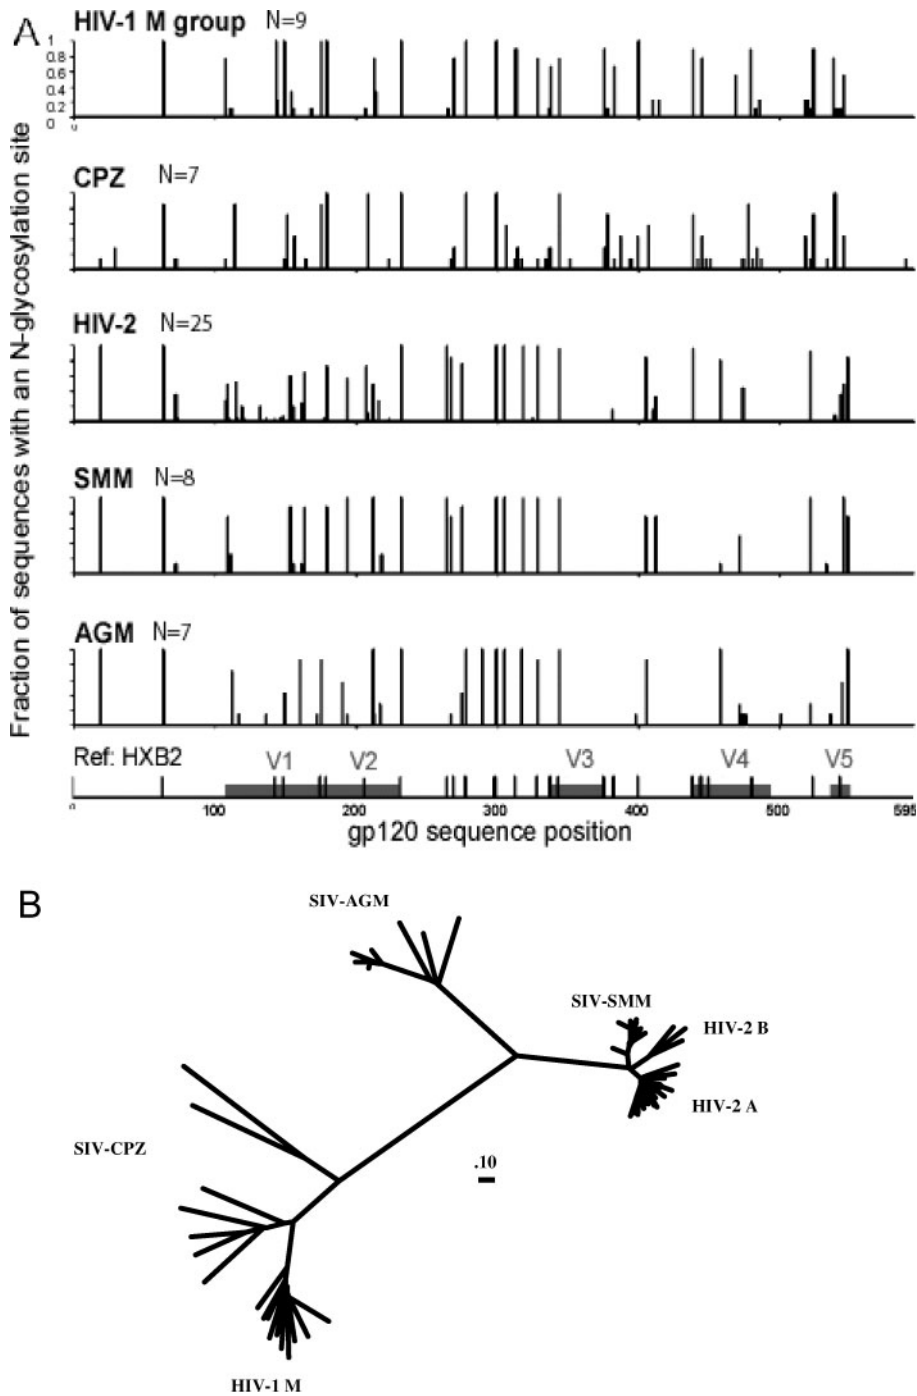 A
HIV-1 M group N=9
1
0.8
0.6
0.4
0.2
0
0
CPZ N=7
HIV-2 N=25
SMM N=8
AGM N=7
Fraction of sequences with an N-glycosylation site
Ref: HXB2
V1 V2 V3 V4 V5
0 100 200 300 400 500 595
gp120 sequence position
B
SIV-AGM
SIV-SMM
HIV-2 B
HIV-2 A
SIV-CPZ
.10
HIV-1 M